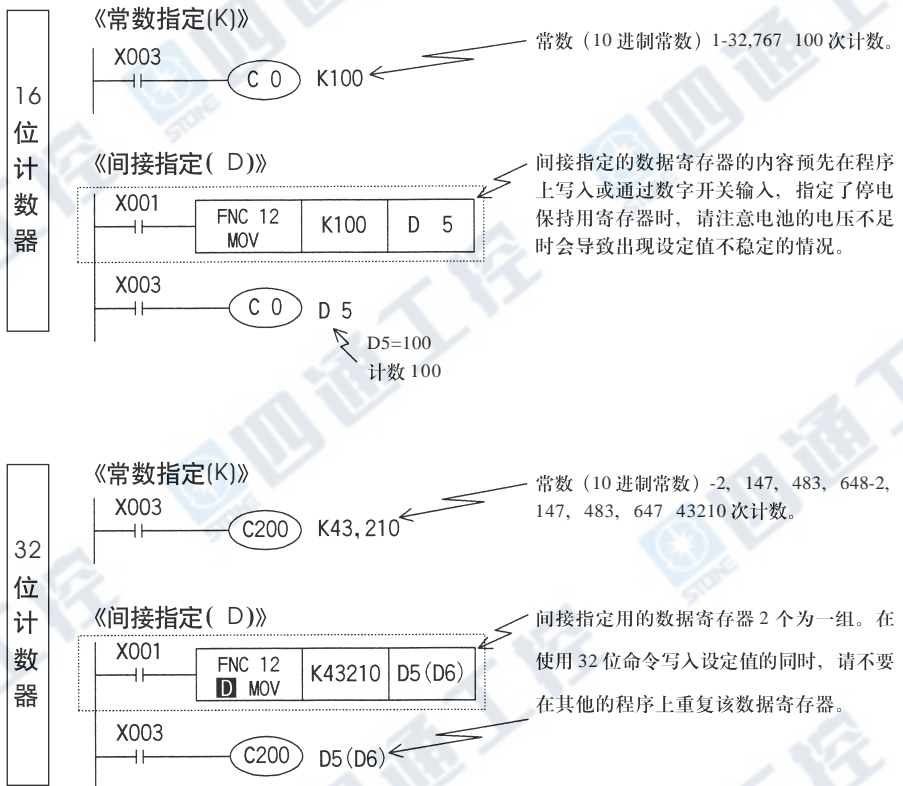 16
位
计
数
器
《常数指定(K)》
X003
C 0 K100
常数（10 进制常数）1-32,767 100 次计数。
《间接指定( D)》
X001
FNC 12
MOV
K100
D 5
间接指定的数据寄存器的内容预先在程序
上写入或通过数字开关输入，指定了停电
保持用寄存器时，请注意电池的电压不足
时会导致出现设定值不稳定的情况。
X003
C 0 D 5
D5=100
计数 100
32
位
计
数
器
《常数指定(K)》
X003
C200 K43,210
常数（10 进制常数）-2，147，483，648-2，
147，483，647 43210 次计数。
《间接指定( D)》
X001
FNC 12
D MOV
K43210
D5(D6)
间接指定用的数据寄存器 2 个为一组。在
使用 32 位命令写入设定值的同时，请不要
在其他的程序上重复该数据寄存器。
X003
C200 D5(D6)
四通工控
STONE